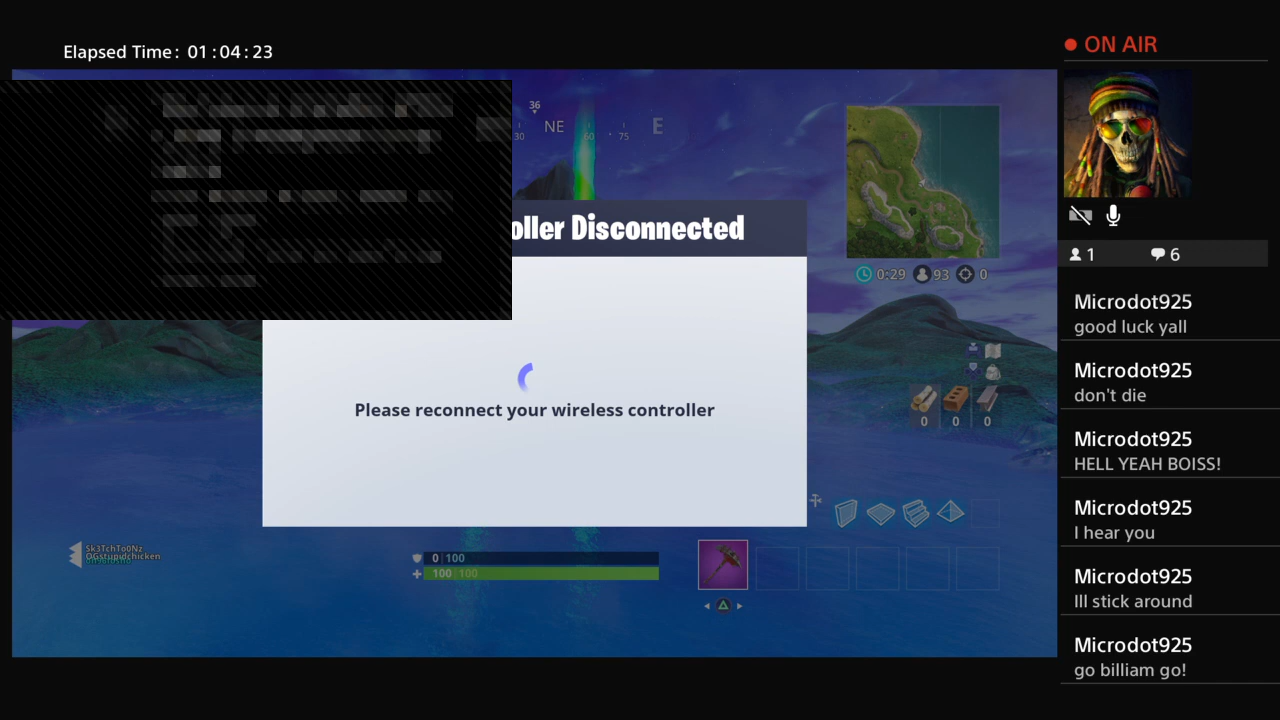 Elapsed Time: 01:04:23
ON AIR
36
30 NE 60 75 E
oller Disconnected
0:29 93 0
1 6
Microdot925
good luck yall
Microdot925
don't die
Please reconnect your wireless controller
0 0 0
Microdot925
HELL YEAH BOISS!
Microdot925
I hear you
Sk3TchTo0Nz
OGstupidchicken
0|100
100|100
Microdot925
Ill stick around
Microdot925
go billiam go!